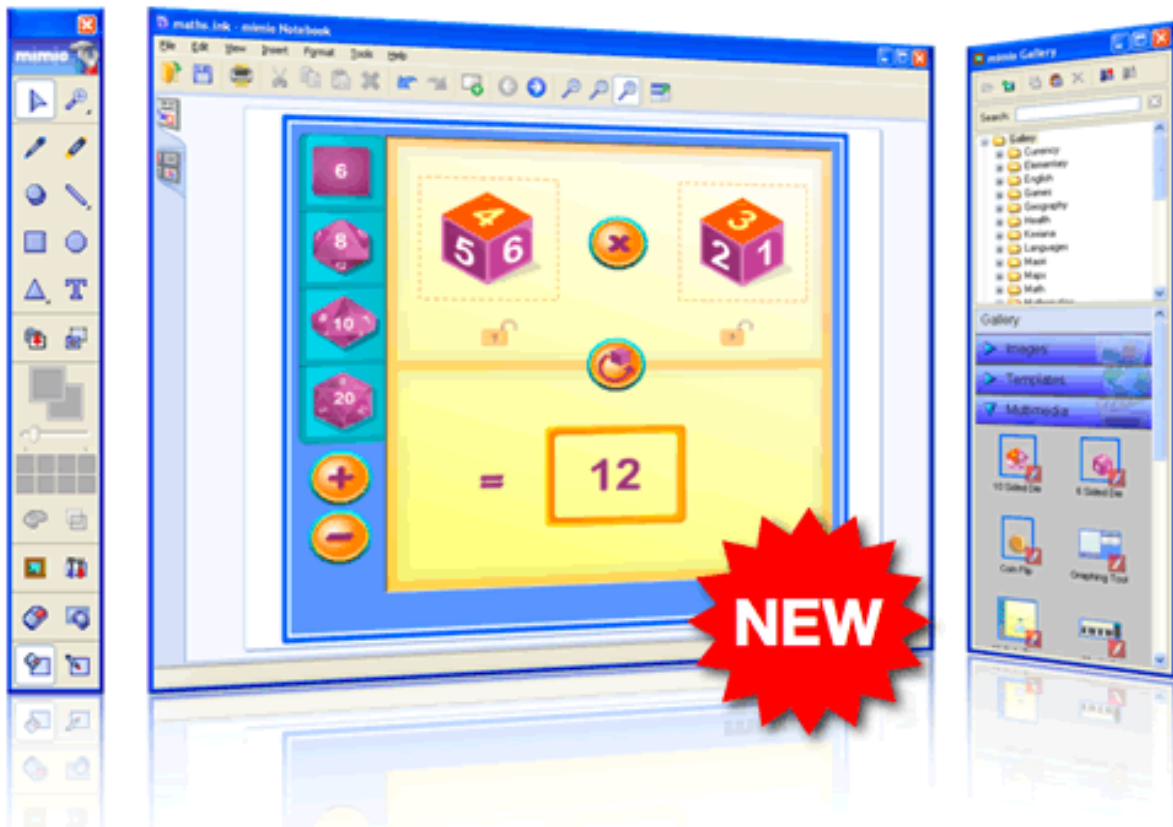 mimio
maths.ink - mimio Notebook
File Edit View Insert Format Tools Help
T
6
8
10
20
4
5 6
×
3
2 1
+
−
= 12
NEW
mimio Gallery
Search:
Gallery
Currency
Elementary
English
Games
Geography
Health
Kiwiana
Languages
Maori
Maps
Math
Gallery
Images
Templates
Multimedia
10 Sided Die
6 Sided Die
Coin Flip
Graphing Tool